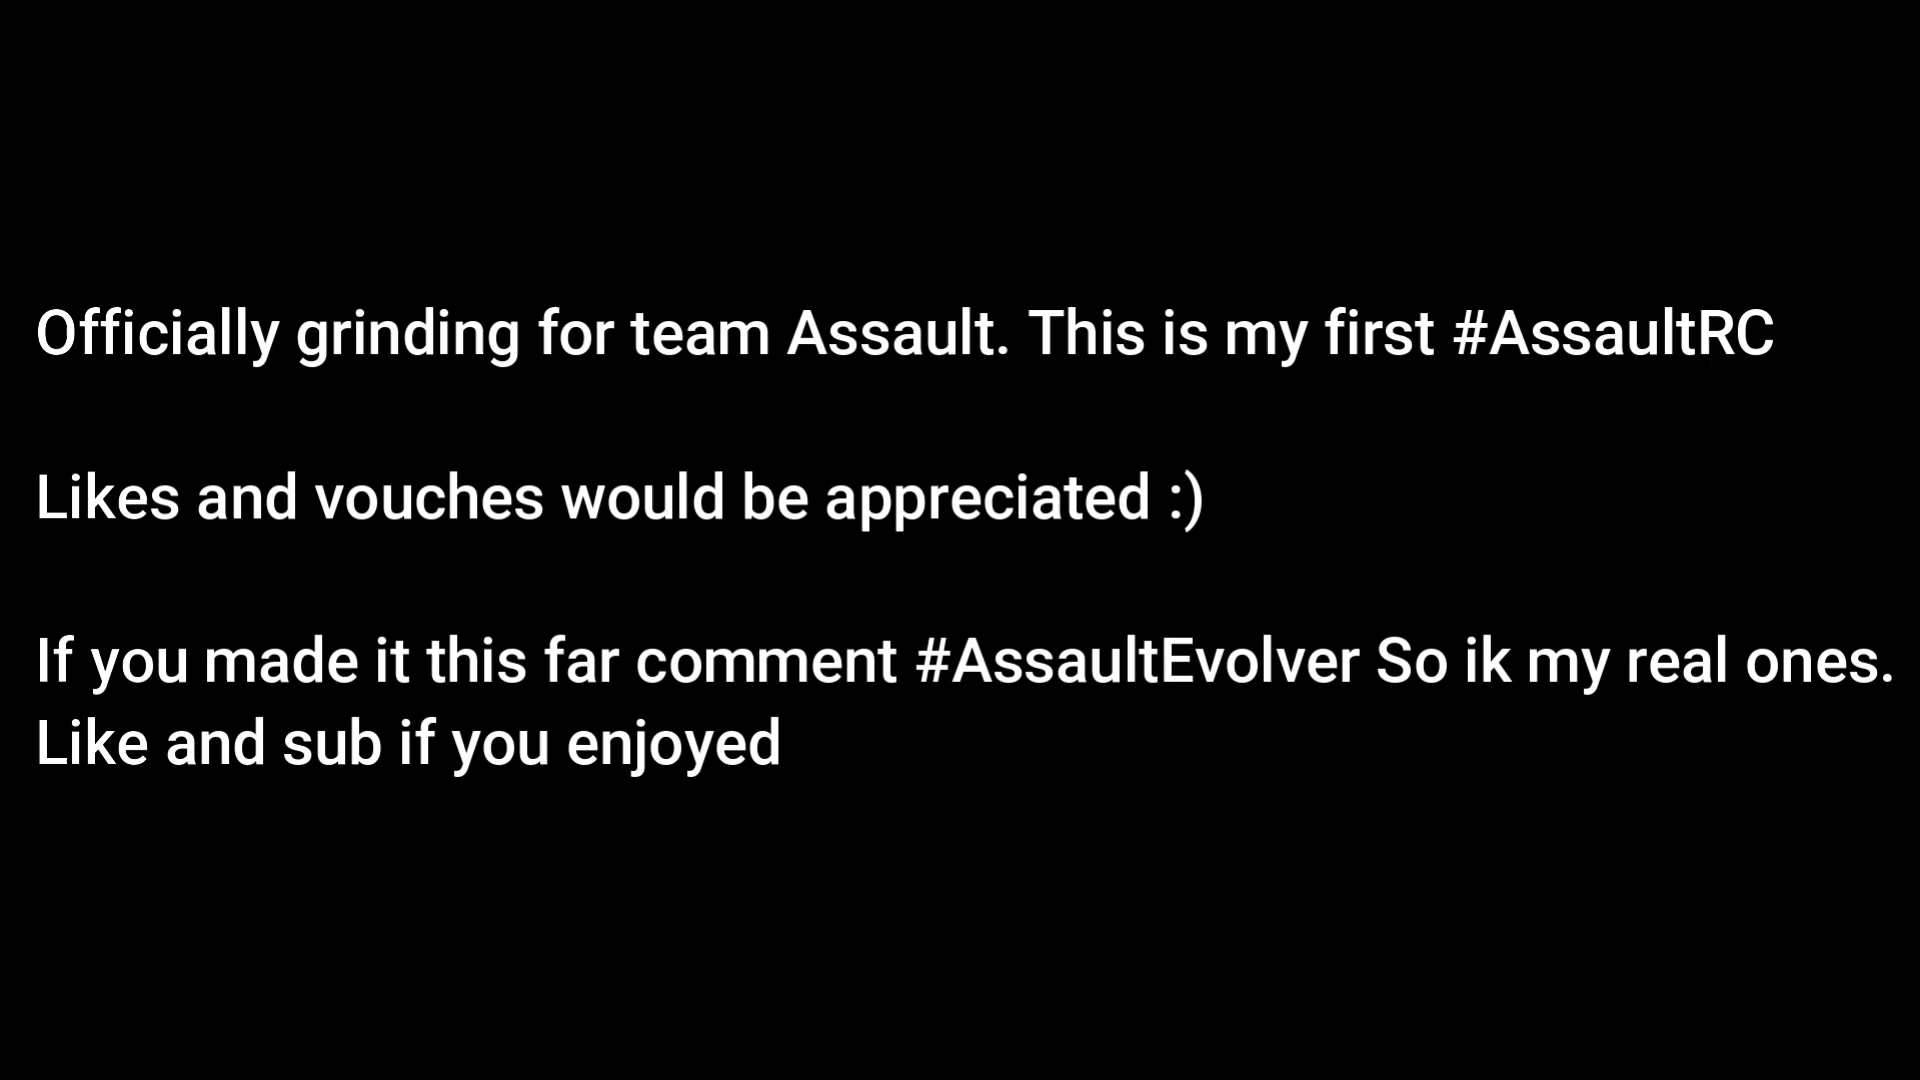 Officially grinding for team Assault. This is my first #AssaultRC
Likes and vouches would be appreciated :)
If you made it this far comment #AssaultEvolver So ik my real ones.
Like and sub if you enjoyed